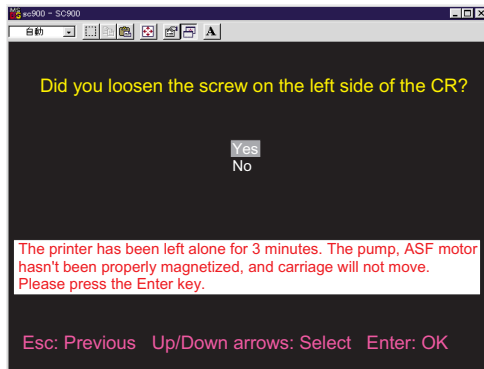 sc900 - SC900
自動
A
Did you loosen the screw on the left side of the CR?
Yes
No
The printer has been left alone for 3 minutes. The pump, ASF motor
hasn't been properly magnetized, and carriage will not move.
Please press the Enter key.
Esc: Previous Up/Down arrows: Select Enter: OK